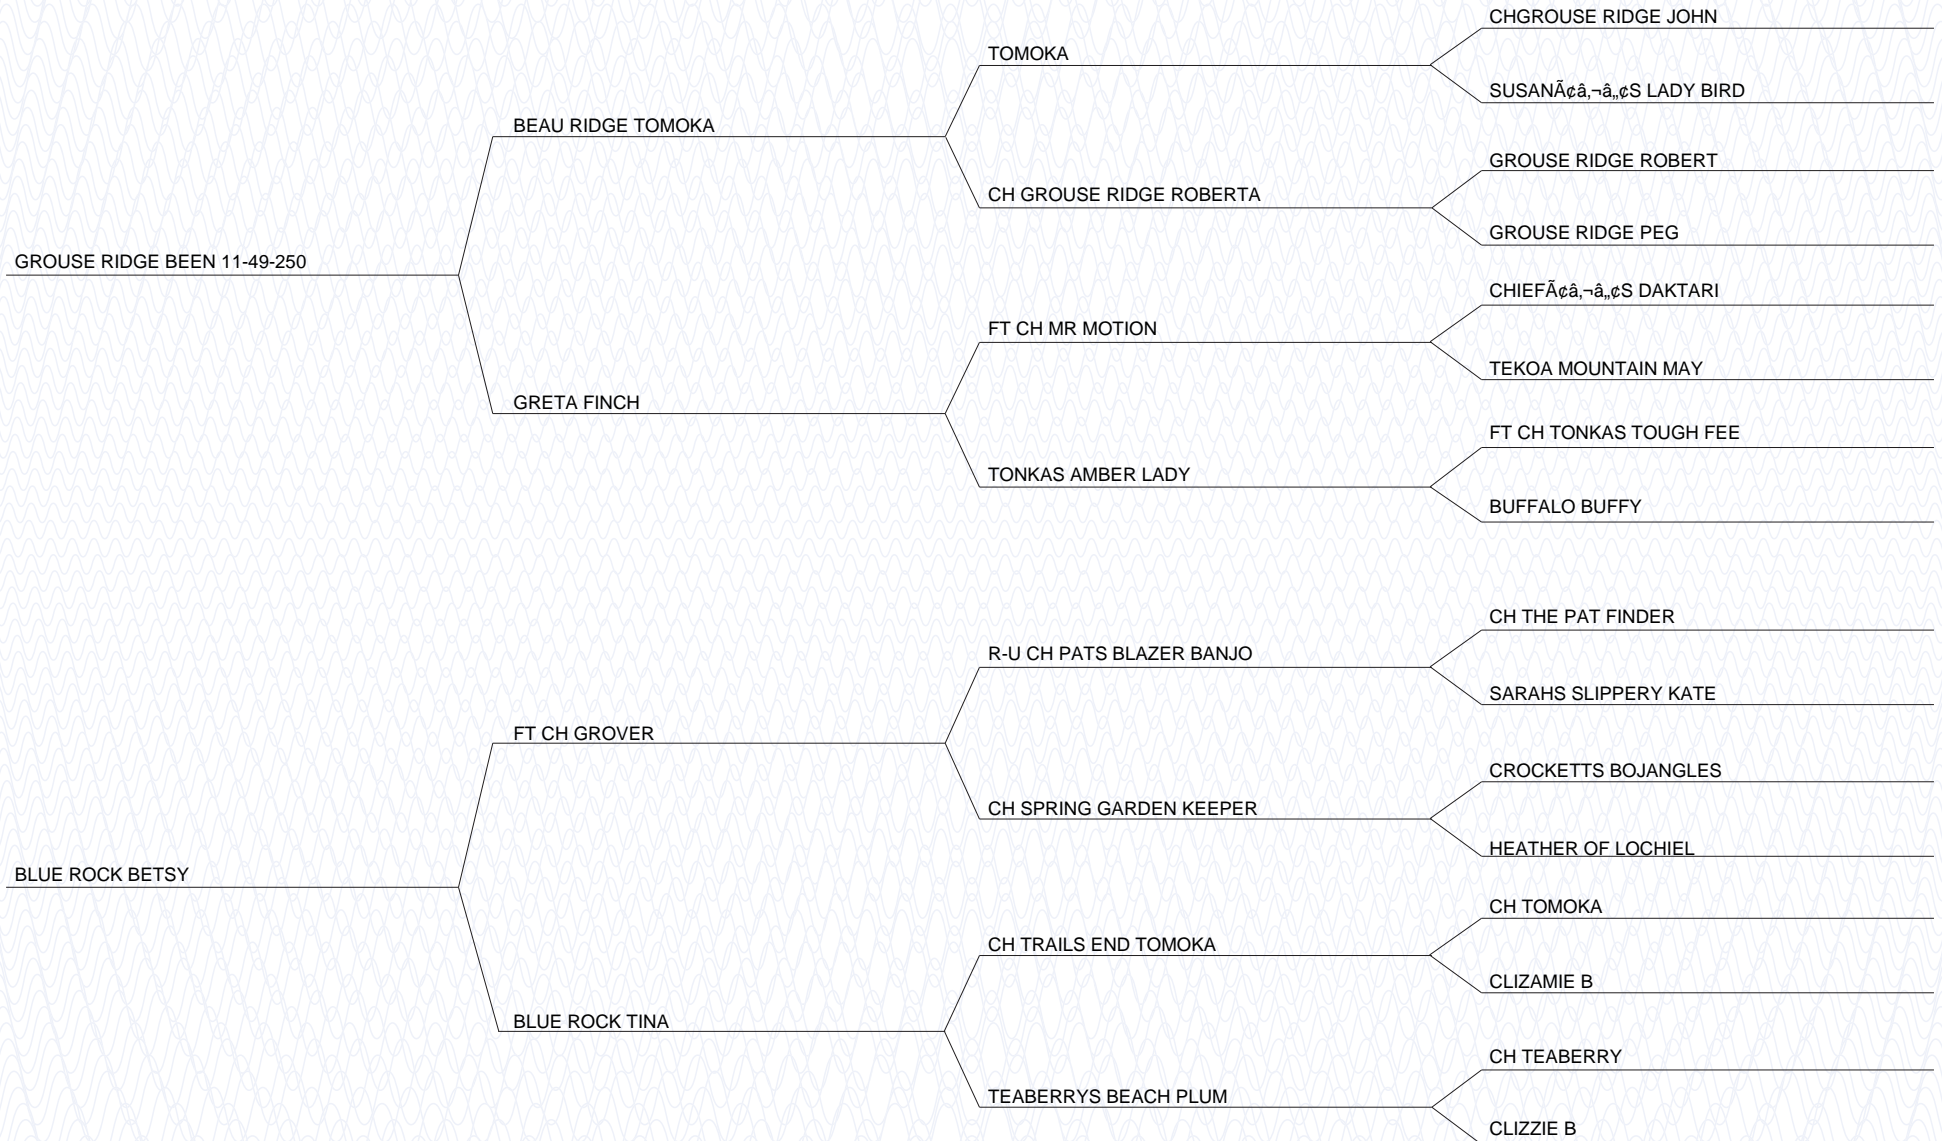 CHGROUSE RIDGE JOHN
TOMOKA
SUSANÃ¢â‚¬â„¢S LADY BIRD
BEAU RIDGE TOMOKA
GROUSE RIDGE ROBERT
CH GROUSE RIDGE ROBERTA
GROUSE RIDGE PEG
GROUSE RIDGE BEEN 11-49-250
CHIEFÃ¢â‚¬â„¢S DAKTARI
FT CH MR MOTION
TEKOA MOUNTAIN MAY
GRETA FINCH
FT CH TONKAS TOUGH FEE
TONKAS AMBER LADY
BUFFALO BUFFY
CH THE PAT FINDER
R-U CH PATS BLAZER BANJO
SARAHS SLIPPERY KATE
FT CH GROVER
CROCKETTS BOJANGLES
CH SPRING GARDEN KEEPER
HEATHER OF LOCHIEL
BLUE ROCK BETSY
CH TOMOKA
CH TRAILS END TOMOKA
CLIZAMIE B
BLUE ROCK TINA
CH TEABERRY
TEABERRYS BEACH PLUM
CLIZZIE B